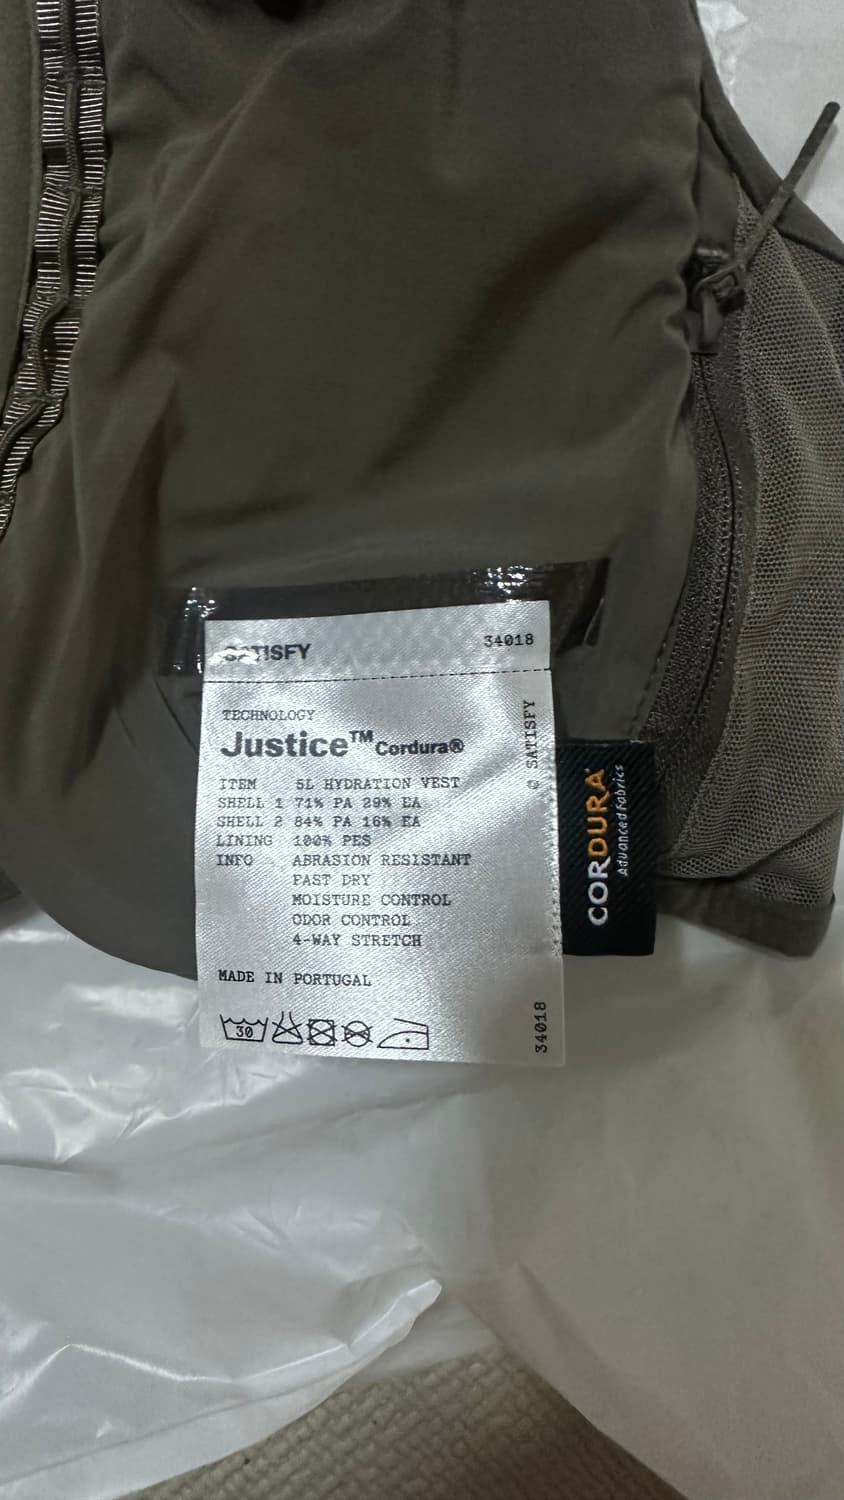 SATISFY 34018
TECHNOLOGY
Justice™ Cordura®
ITEM 5L HYDRATION VEST
SHELL 1 71% PA 29% EA
SHELL 2 84% PA 16% EA
LINING 100% PES
INFO ABRASION RESISTANT
FAST DRY
MOISTURE CONTROL
ODOR CONTROL
4-WAY STRETCH
MADE IN PORTUGAL
30
© SATISFY
34018
CORDURA®
Advanced Fabrics